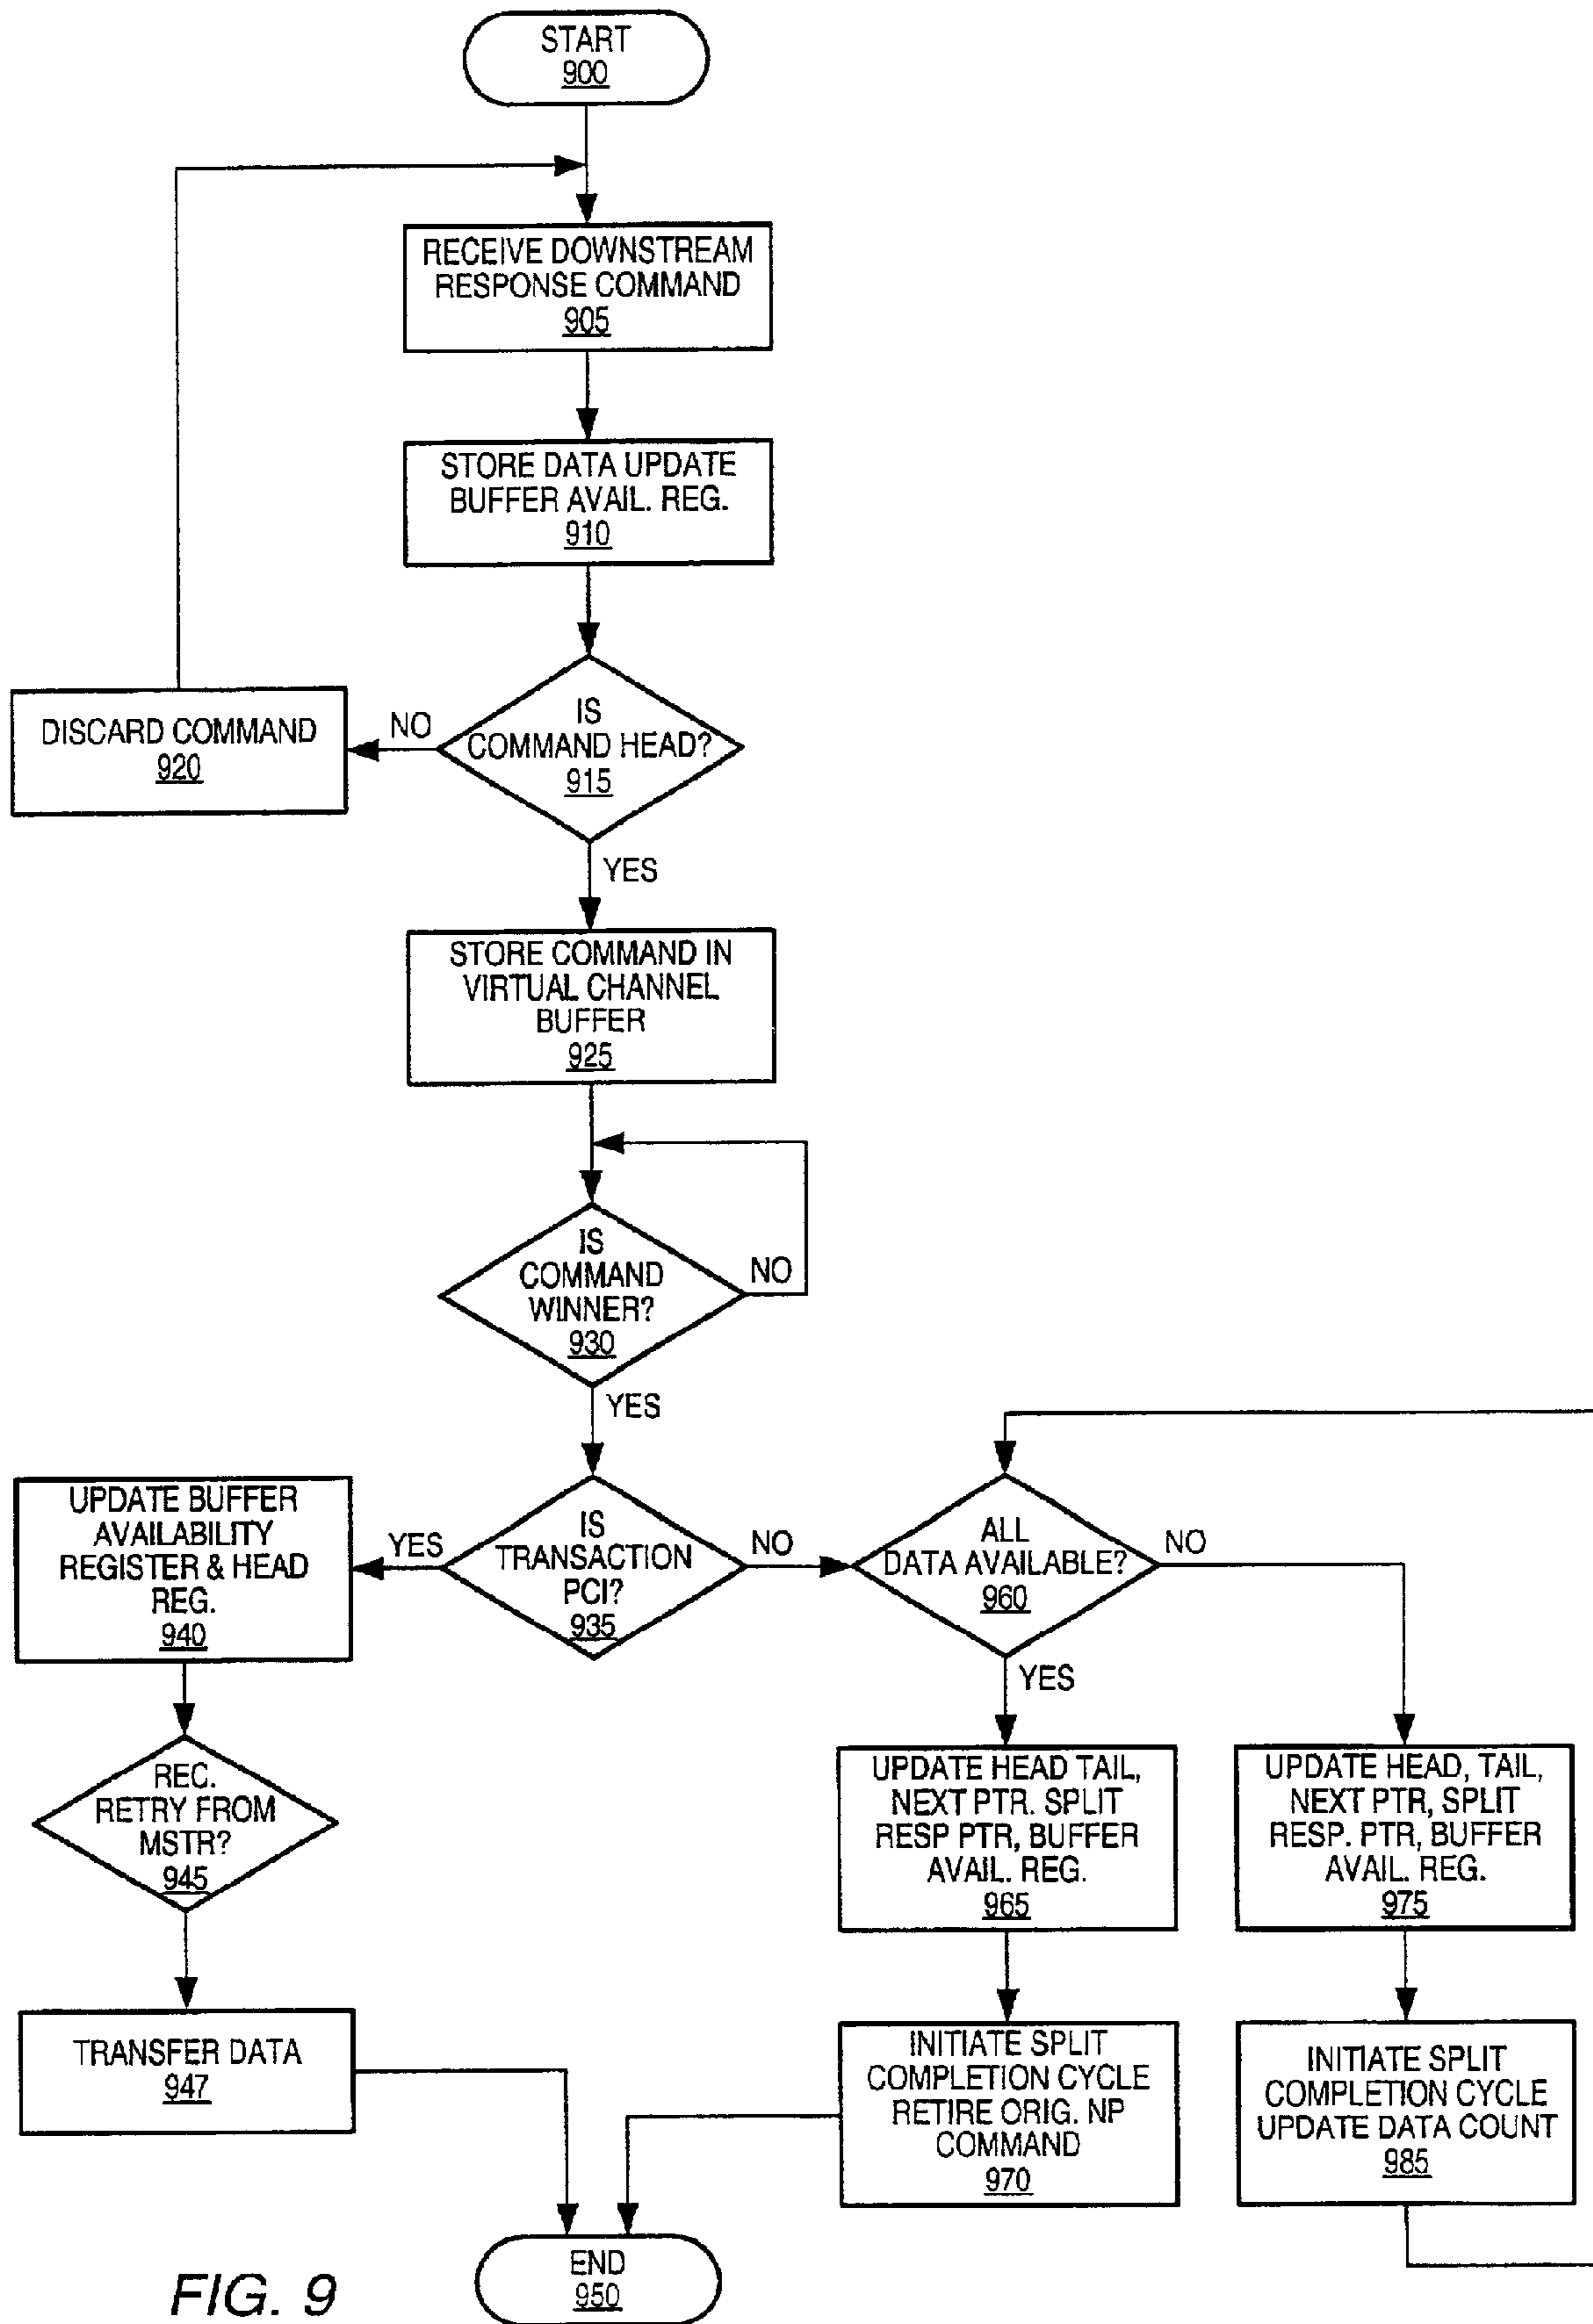 START
900
RECEIVE DOWNSTREAM
RESPONSE COMMAND
905
STORE DATA UPDATE
BUFFER AVAIL. REG.
910
IS
COMMAND HEAD?
915
NO
DISCARD COMMAND
920
YES
STORE COMMAND IN
VIRTUAL CHANNEL
BUFFER
925
IS
COMMAND
WINNER?
930
NO
YES
IS
TRANSACTION
PCI?
935
YES
UPDATE BUFFER
AVAILABILITY
REGISTER & HEAD
REG.
940
REC.
RETRY FROM
MSTR?
945
TRANSFER DATA
947
NO
ALL
DATA AVAILABLE?
960
NO
YES
UPDATE HEAD TAIL,
NEXT PTR. SPLIT
RESP PTR, BUFFER
AVAIL. REG.
965
UPDATE HEAD, TAIL,
NEXT PTR, SPLIT
RESP. PTR, BUFFER
AVAIL. REG.
975
INITIATE SPLIT
COMPLETION CYCLE
RETIRE ORIG. NP
COMMAND
970
INITIATE SPLIT
COMPLETION CYCLE
UPDATE DATA COUNT
985
END
950
FIG. 9